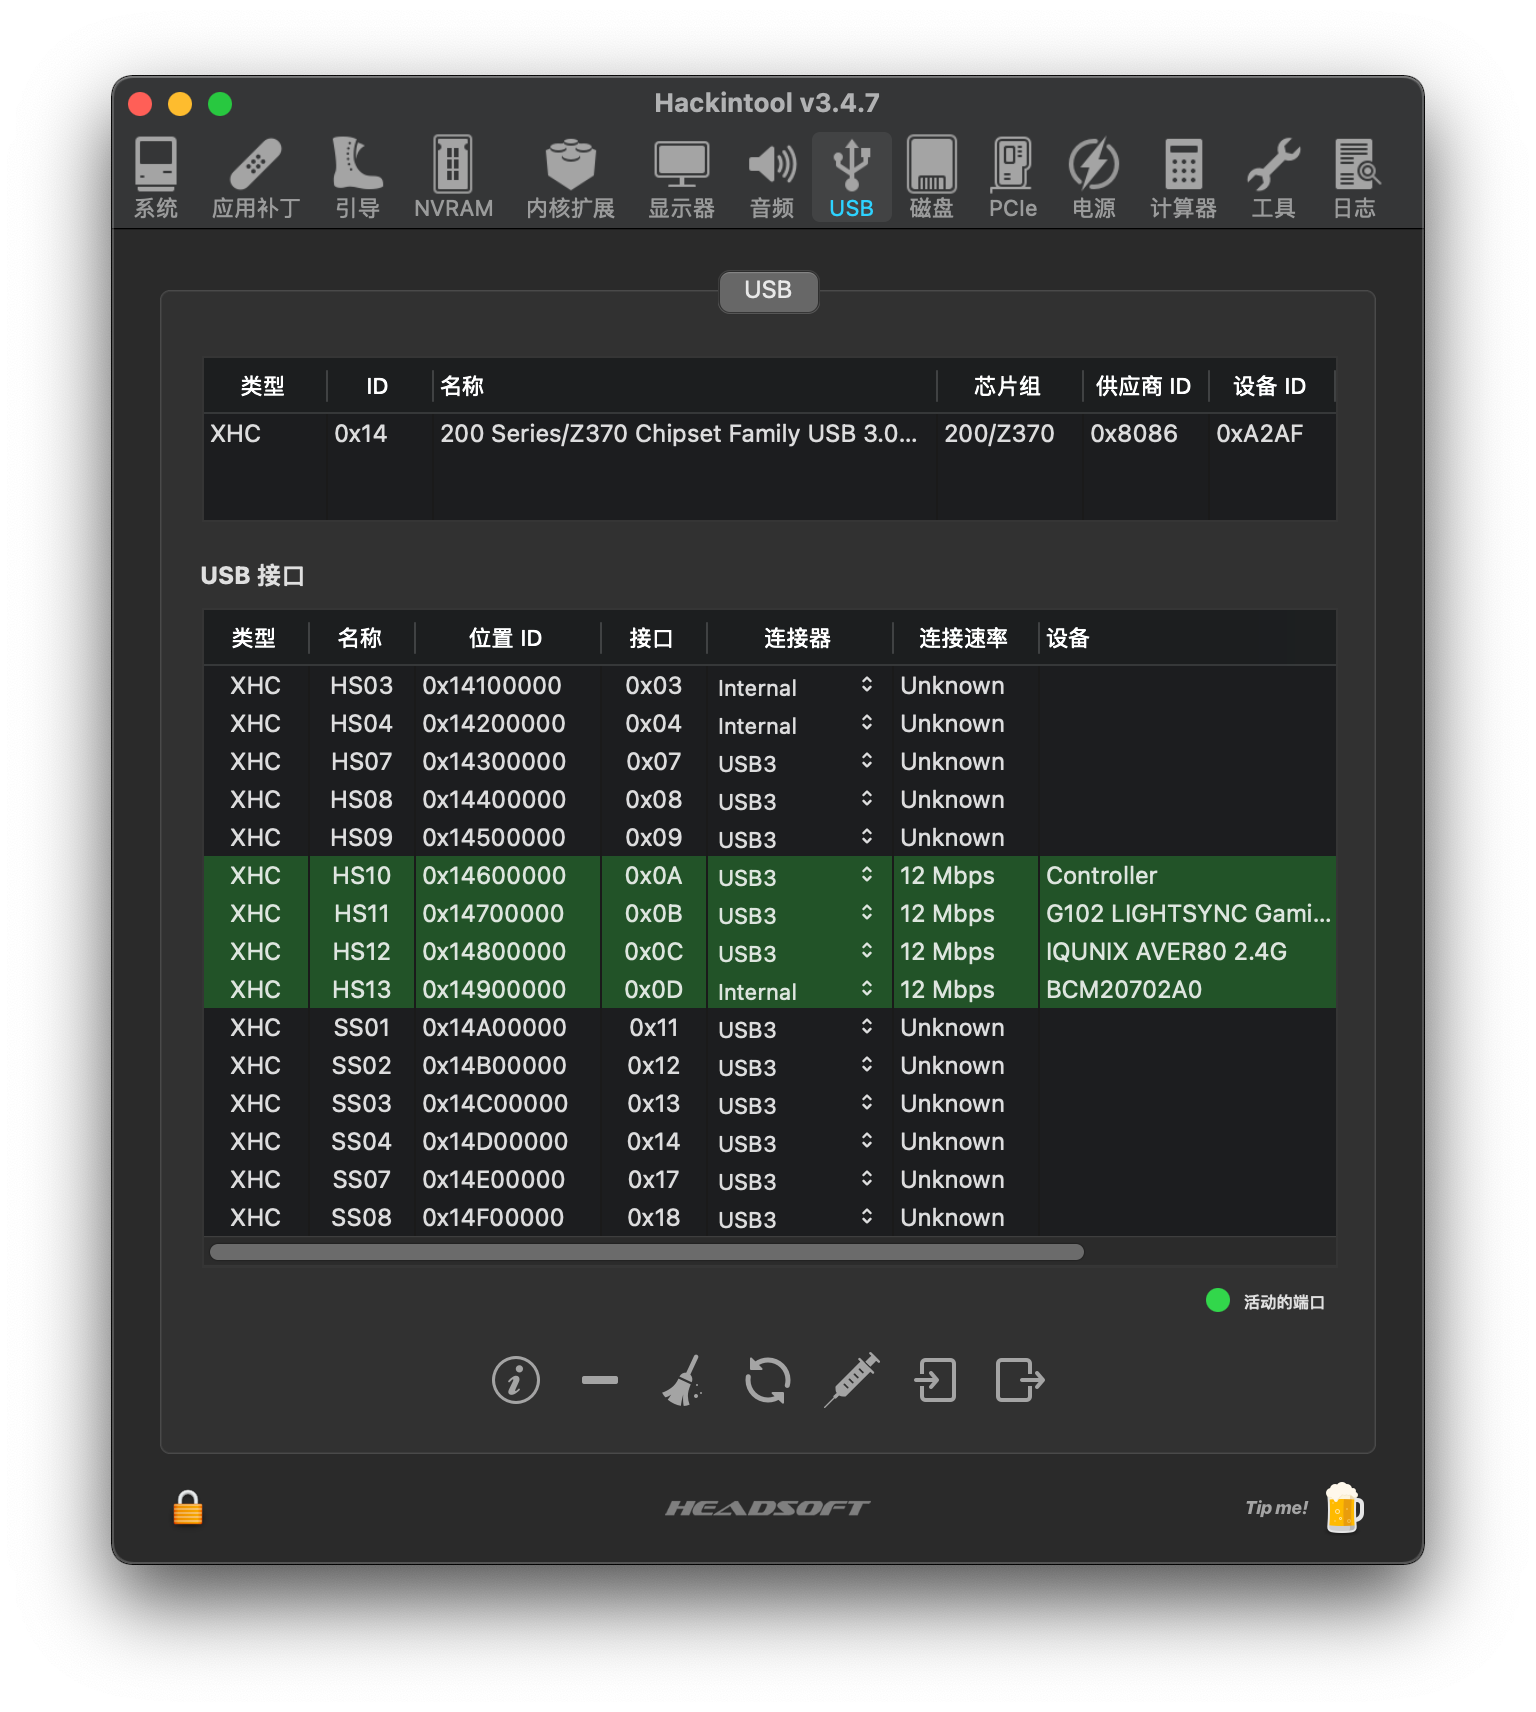 Hackintool v3.4.7
系统 应用补丁 引导 NVRAM 内核扩展 显示器 音频 USB 磁盘 PCIe 电源 计算器 工具 日志
USB
类型 ID 名称 芯片组 供应商 ID 设备 ID
XHC 0x14 200 Series/Z370 Chipset Family USB 3.0... 200/Z370 0x8086 0xA2AF
USB 接口
类型 名称 位置 ID 接口 连接器 连接速率 设备
XHC HS03 0x14100000 0x03 Internal Unknown
XHC HS04 0x14200000 0x04 Internal Unknown
XHC HS07 0x14300000 0x07 USB3 Unknown
XHC HS08 0x14400000 0x08 USB3 Unknown
XHC HS09 0x14500000 0x09 USB3 Unknown
XHC HS10 0x14600000 0x0A USB3 12 Mbps Controller
XHC HS11 0x14700000 0x0B USB3 12 Mbps G102 LIGHTSYNC Gami...
XHC HS12 0x14800000 0x0C USB3 12 Mbps IQUNIX AVER80 2.4G
XHC HS13 0x14900000 0x0D Internal 12 Mbps BCM20702A0
XHC SS01 0x14A00000 0x11 USB3 Unknown
XHC SS02 0x14B00000 0x12 USB3 Unknown
XHC SS03 0x14C00000 0x13 USB3 Unknown
XHC SS04 0x14D00000 0x14 USB3 Unknown
XHC SS07 0x14E00000 0x17 USB3 Unknown
XHC SS08 0x14F00000 0x18 USB3 Unknown
活动的端口
HEADSOFT
Tip me!